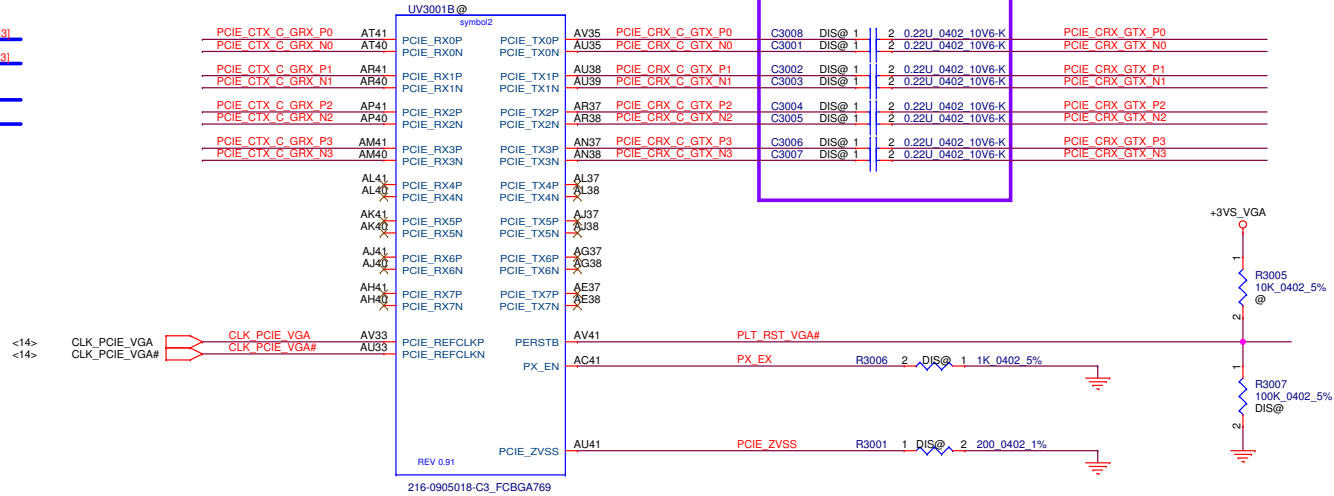 UV3001B@
symbol2
3]
3]
PCIE_CTX_C_GRX_P0 AT41 PCIE_RX0P PCIE_TX0P AV35 PCIE_CRX_C_GTX_P0 C3008 DIS@ 1 2 0.22U_0402_10V6-K PCIE_CRX_GTX_P0
PCIE_CTX_C_GRX_N0 AT40 PCIE_RX0N PCIE_TX0N AU35 PCIE_CRX_C_GTX_N0 C3001 DIS@ 1 2 0.22U_0402_10V6-K PCIE_CRX_GTX_N0
PCIE_CTX_C_GRX_P1 AR41 PCIE_RX1P PCIE_TX1P AU38 PCIE_CRX_C_GTX_P1 C3002 DIS@ 1 2 0.22U_0402_10V6-K PCIE_CRX_GTX_P1
PCIE_CTX_C_GRX_N1 AR40 PCIE_RX1N PCIE_TX1N AU39 PCIE_CRX_C_GTX_N1 C3003 DIS@ 1 2 0.22U_0402_10V6-K PCIE_CRX_GTX_N1
PCIE_CTX_C_GRX_P2 AP41 PCIE_RX2P PCIE_TX2P AR37 PCIE_CRX_C_GTX_P2 C3004 DIS@ 1 2 0.22U_0402_10V6-K PCIE_CRX_GTX_P2
PCIE_CTX_C_GRX_N2 AP40 PCIE_RX2N PCIE_TX2N AR38 PCIE_CRX_C_GTX_N2 C3005 DIS@ 1 2 0.22U_0402_10V6-K PCIE_CRX_GTX_N2
PCIE_CTX_C_GRX_P3 AM41 PCIE_RX3P PCIE_TX3P AN37 PCIE_CRX_C_GTX_P3 C3006 DIS@ 1 2 0.22U_0402_10V6-K PCIE_CRX_GTX_P3
PCIE_CTX_C_GRX_N3 AM40 PCIE_RX3N PCIE_TX3N AN38 PCIE_CRX_C_GTX_N3 C3007 DIS@ 1 2 0.22U_0402_10V6-K PCIE_CRX_GTX_N3
AL41 PCIE_RX4P PCIE_TX4P AL37
AL40 PCIE_RX4N PCIE_TX4N AL38
AK41 PCIE_RX5P PCIE_TX5P AJ37
AK40 PCIE_RX5N PCIE_TX5N AJ38
AJ41 PCIE_RX6P PCIE_TX6P AG37
AJ40 PCIE_RX6N PCIE_TX6N AG38
AH41 PCIE_RX7P PCIE_TX7P AE37
AH40 PCIE_RX7N PCIE_TX7N AE38
+3VS_VGA
1
R3005
10K_0402_5%
@
2
<14> CLK_PCIE_VGA CLK_PCIE_VGA AV33 PCIE_REFCLKP PERSTB AV41 PLT_RST_VGA#
<14> CLK_PCIE_VGA# CLK_PCIE_VGA# AU33 PCIE_REFCLKN
PX_EN AC41 PX_EX R3006 2 DIS@ 1 1K_0402_5%
1
R3007
100K_0402_5%
DIS@
2
PCIE_ZVSS AU41 PCIE_ZVSS R3001 1 DIS@ 2 200_0402_1%
REV 0.91
216-0905018-C3_FCBGA769